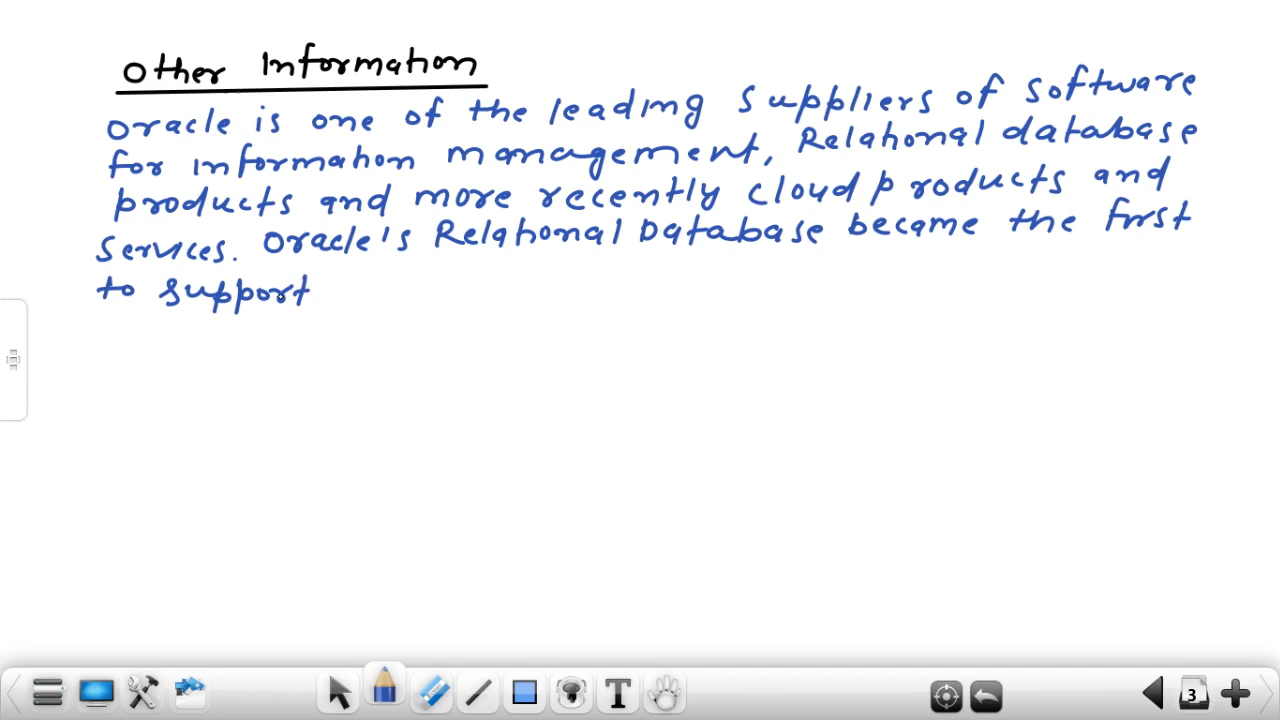 Other Information
Oracle is one of the leading suppliers of software
for information management, Relational database
products and more recently cloud products and
services. Oracle's Relational Database became the first
to support
T
3